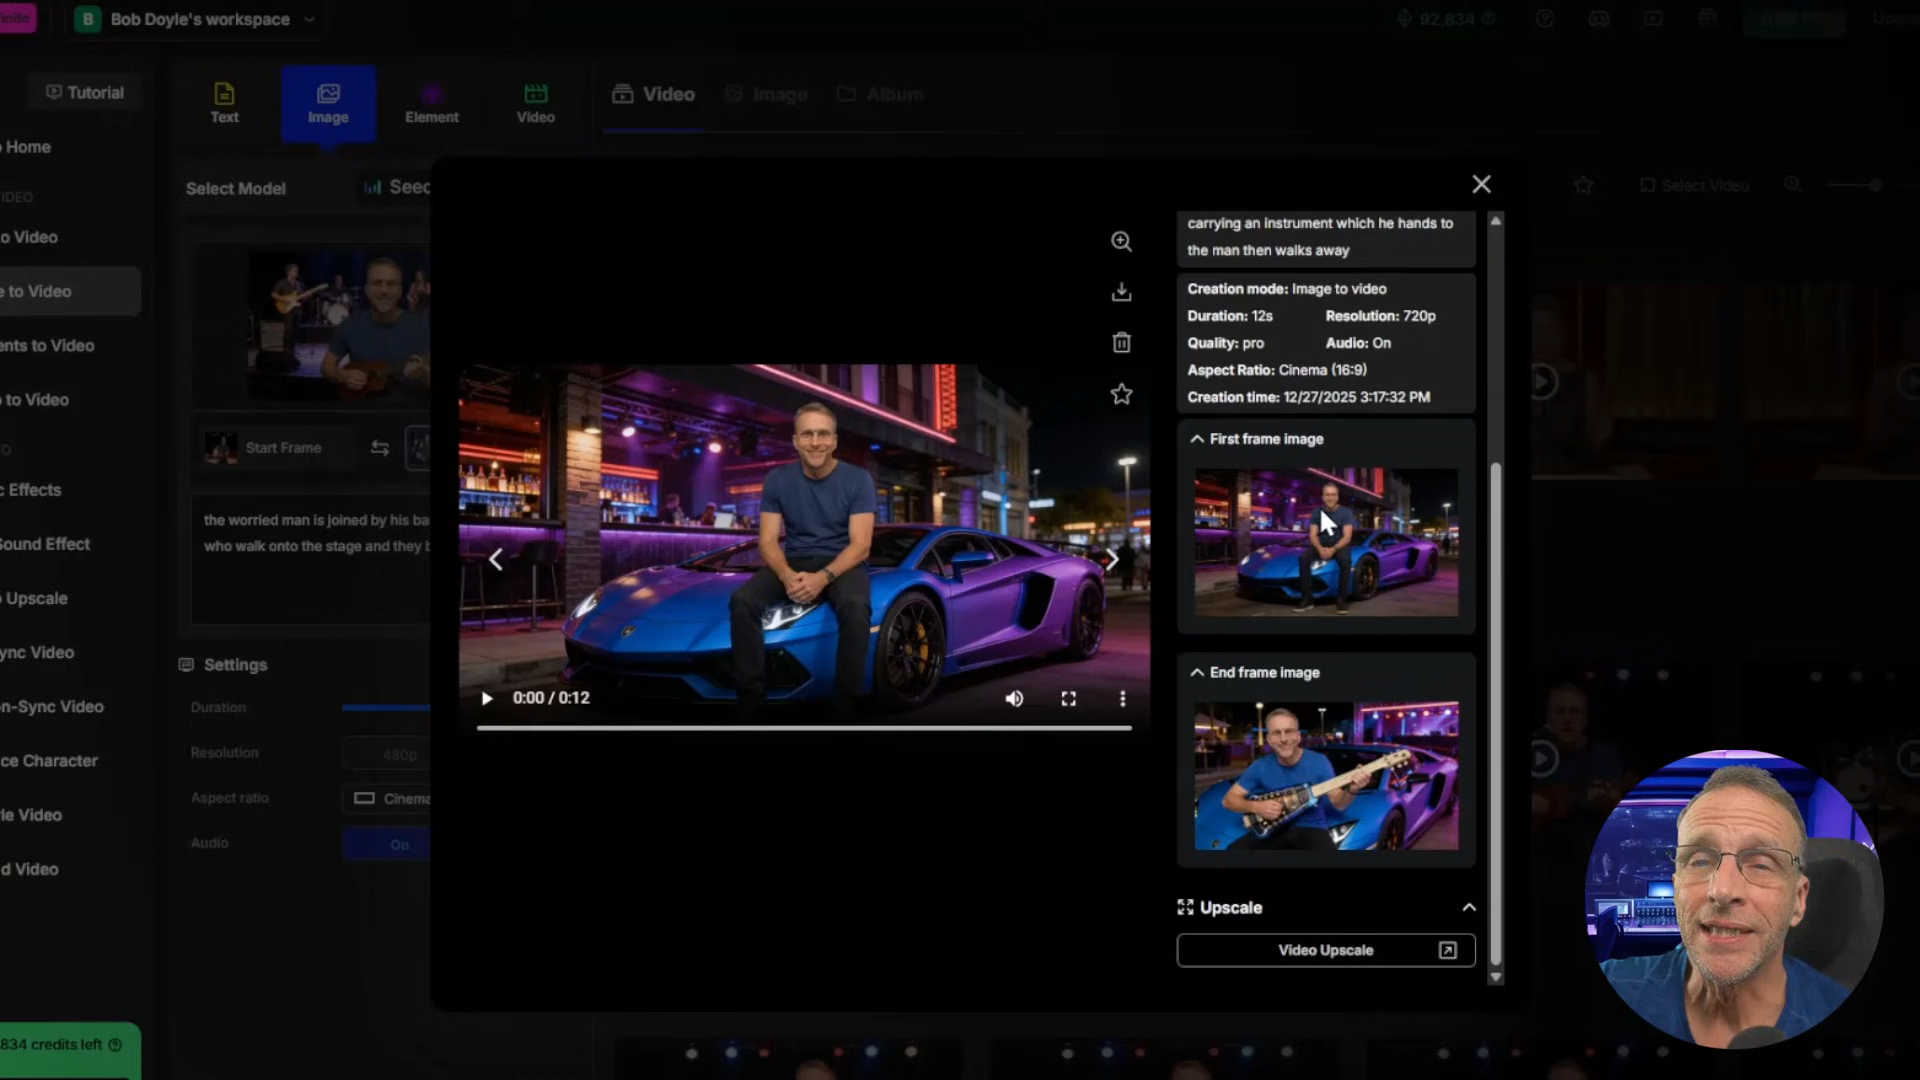 Bob Doyle's workspace
B
92,834
Tutorial
Text
Image
Element
Video
Video
Image
Album
Home
Select Model
Select Video
o Video
e to Video
ents to Video
o to Video
c Effects
Sound Effect
o Upscale
ync Video
n-Sync Video
ce Character
le Video
d Video
834 credits left
Start Frame
the worried man is joined by his ba
who walk onto the stage and they b
Settings
Duration
Resolution
480p
Aspect ratio
Cinema
Audio
On
0:00 / 0:12
carrying an instrument which he hands to
the man then walks away
Creation mode: Image to video
Duration: 12s Resolution: 720p
Quality: pro Audio: On
Aspect Ratio: Cinema (16:9)
Creation time: 12/27/2025 3:17:32 PM
First frame image
End frame image
Upscale
Video Upscale